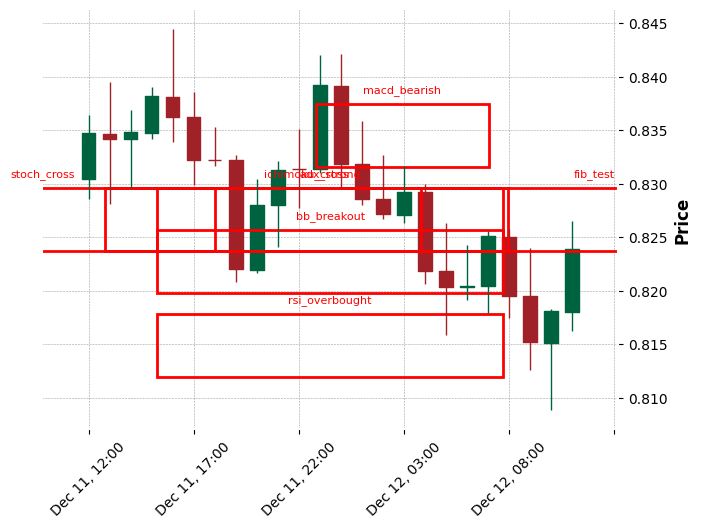 0.845
0.840
macd_bearish
0.835
stoch_cross
fib_test
0.830
bb_breakout
Price
0.825
0.820
rsi_overbought
0.815
0.810
Dec 11, 12:00
Dec 11, 17:00
Dec 11, 22:00
Dec 12, 03:00
Dec 12, 08:00